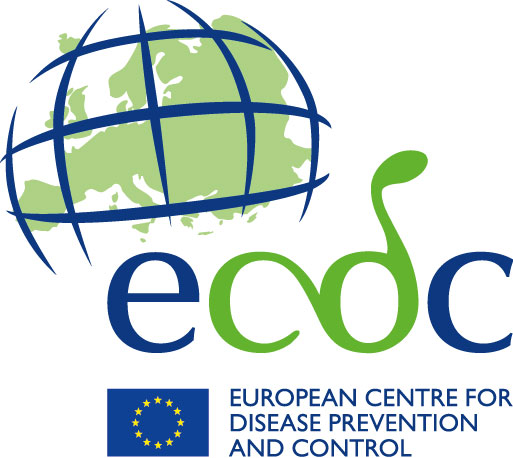 ecdc
EUROPEAN CENTRE FOR
DISEASE PREVENTION
AND CONTROL